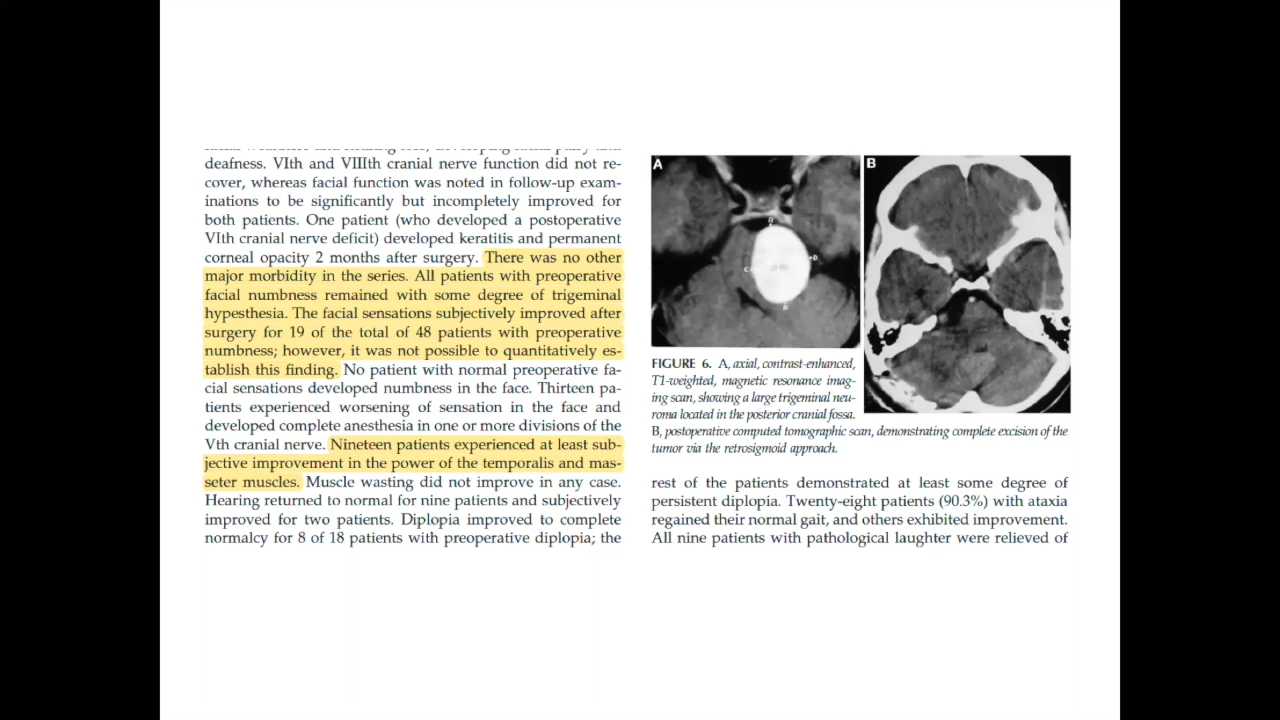 deafness. VIth and VIIIth cranial nerve function did not re-
cover, whereas facial function was noted in follow-up exam-
inations to be significantly but incompletely improved for
both patients. One patient (who developed a postoperative
VIth cranial nerve deficit) developed keratitis and permanent
corneal opacity 2 months after surgery. There was no other
major morbidity in the series. All patients with preoperative
facial numbness remained with some degree of trigeminal
hypesthesia. The facial sensations subjectively improved after
surgery for 19 of the total of 48 patients with preoperative
numbness; however, it was not possible to quantitatively es-
tablish this finding. No patient with normal preoperative fa-
cial sensations developed numbness in the face. Thirteen pa-
tients experienced worsening of sensation in the face and
developed complete anesthesia in one or more divisions of the
Vth cranial nerve. Nineteen patients experienced at least sub-
jective improvement in the power of the temporalis and mas-
seter muscles. Muscle wasting did not improve in any case.
Hearing returned to normal for nine patients and subjectively
improved for two patients. Diplopia improved to complete
normalcy for 8 of 18 patients with preoperative diplopia; the
A
B
FIGURE 6. A, axial, contrast-enhanced,
T1-weighted, magnetic resonance imag-
ing scan, showing a large trigeminal neu-
roma located in the posterior cranial fossa.
B, postoperative computed tomographic scan, demonstrating complete excision of the
tumor via the retrosigmoid approach.
rest of the patients demonstrated at least some degree of
persistent diplopia. Twenty-eight patients (90.3%) with ataxia
regained their normal gait, and others exhibited improvement.
All nine patients with pathological laughter were relieved of